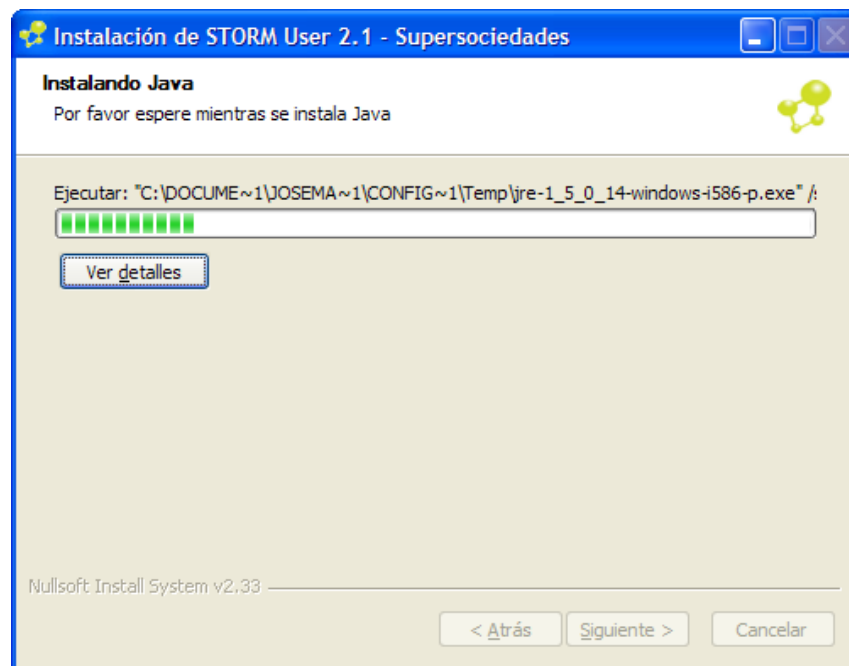 Instalación de STORM User 2.1 - Supersociedades
Instalando Java
Por favor espere mientras se instala Java
Ejecutar: "C:\DOCUME~1\JOSEMA~1\CONFIG~1\Temp\jre-1_5_0_14-windows-i586-p.exe" /s
Ver detalles
Nullsoft Install System v2.33
< Atrás
Siguiente >
Cancelar